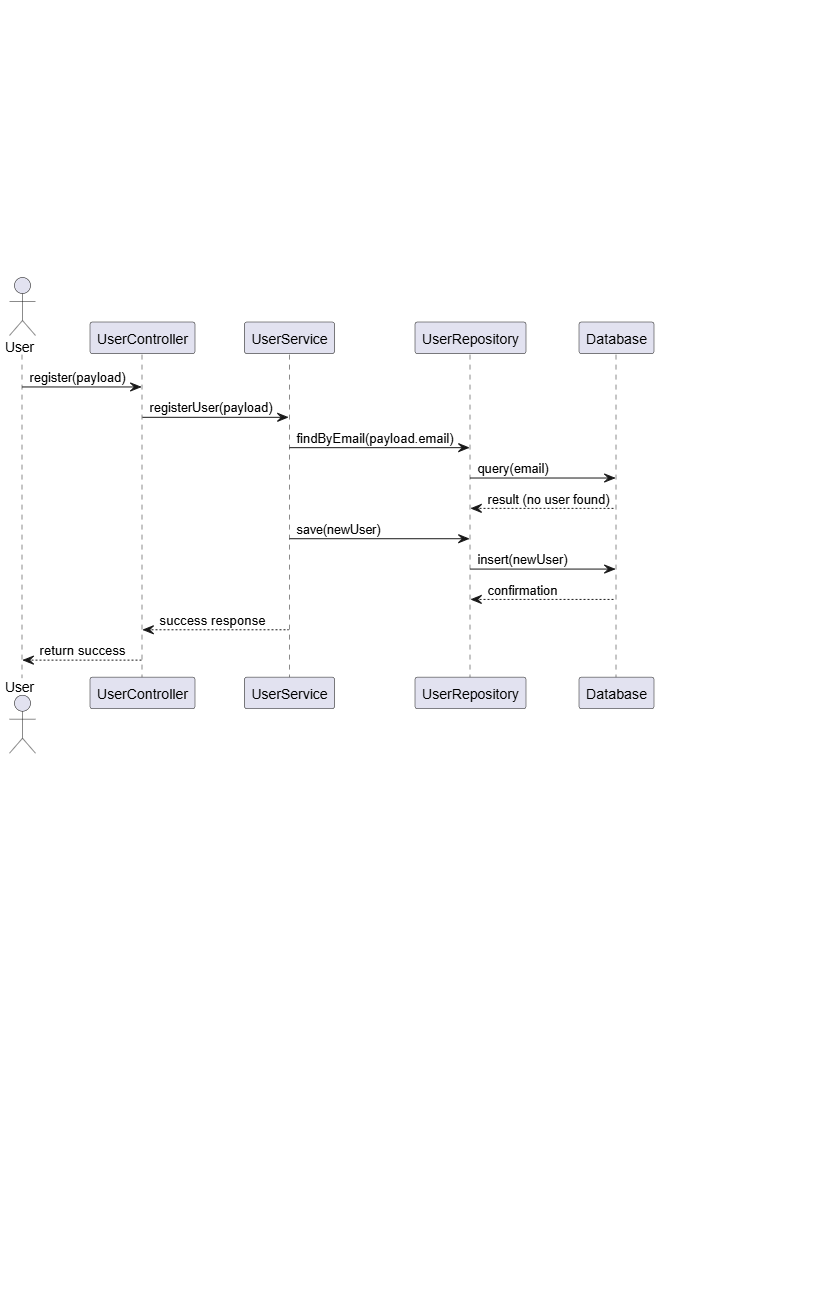 User
UserController
UserService
UserRepository
Database
register(payload)
registerUser(payload)
findByEmail(payload.email)
query(email)
result (no user found)
save(newUser)
insert(newUser)
confirmation
success response
return success
User
UserController
UserService
UserRepository
Database